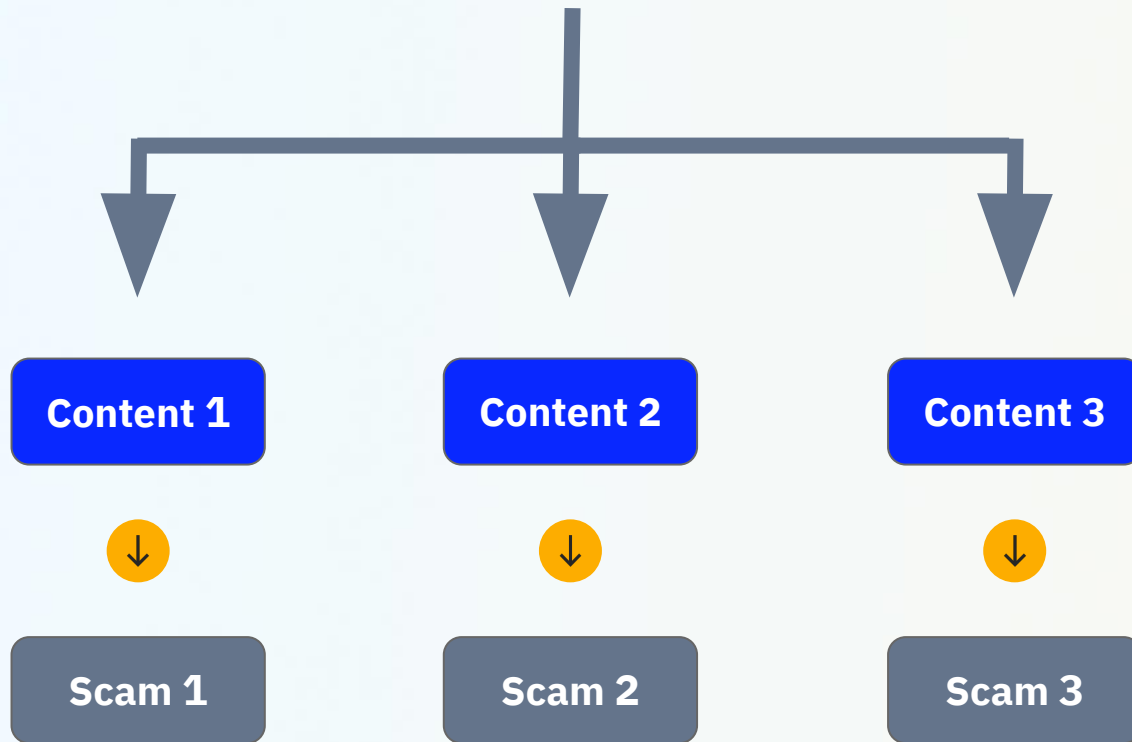 Content 1
Content 2
Content 3
↓
↓
↓
Scam 1
Scam 2
Scam 3